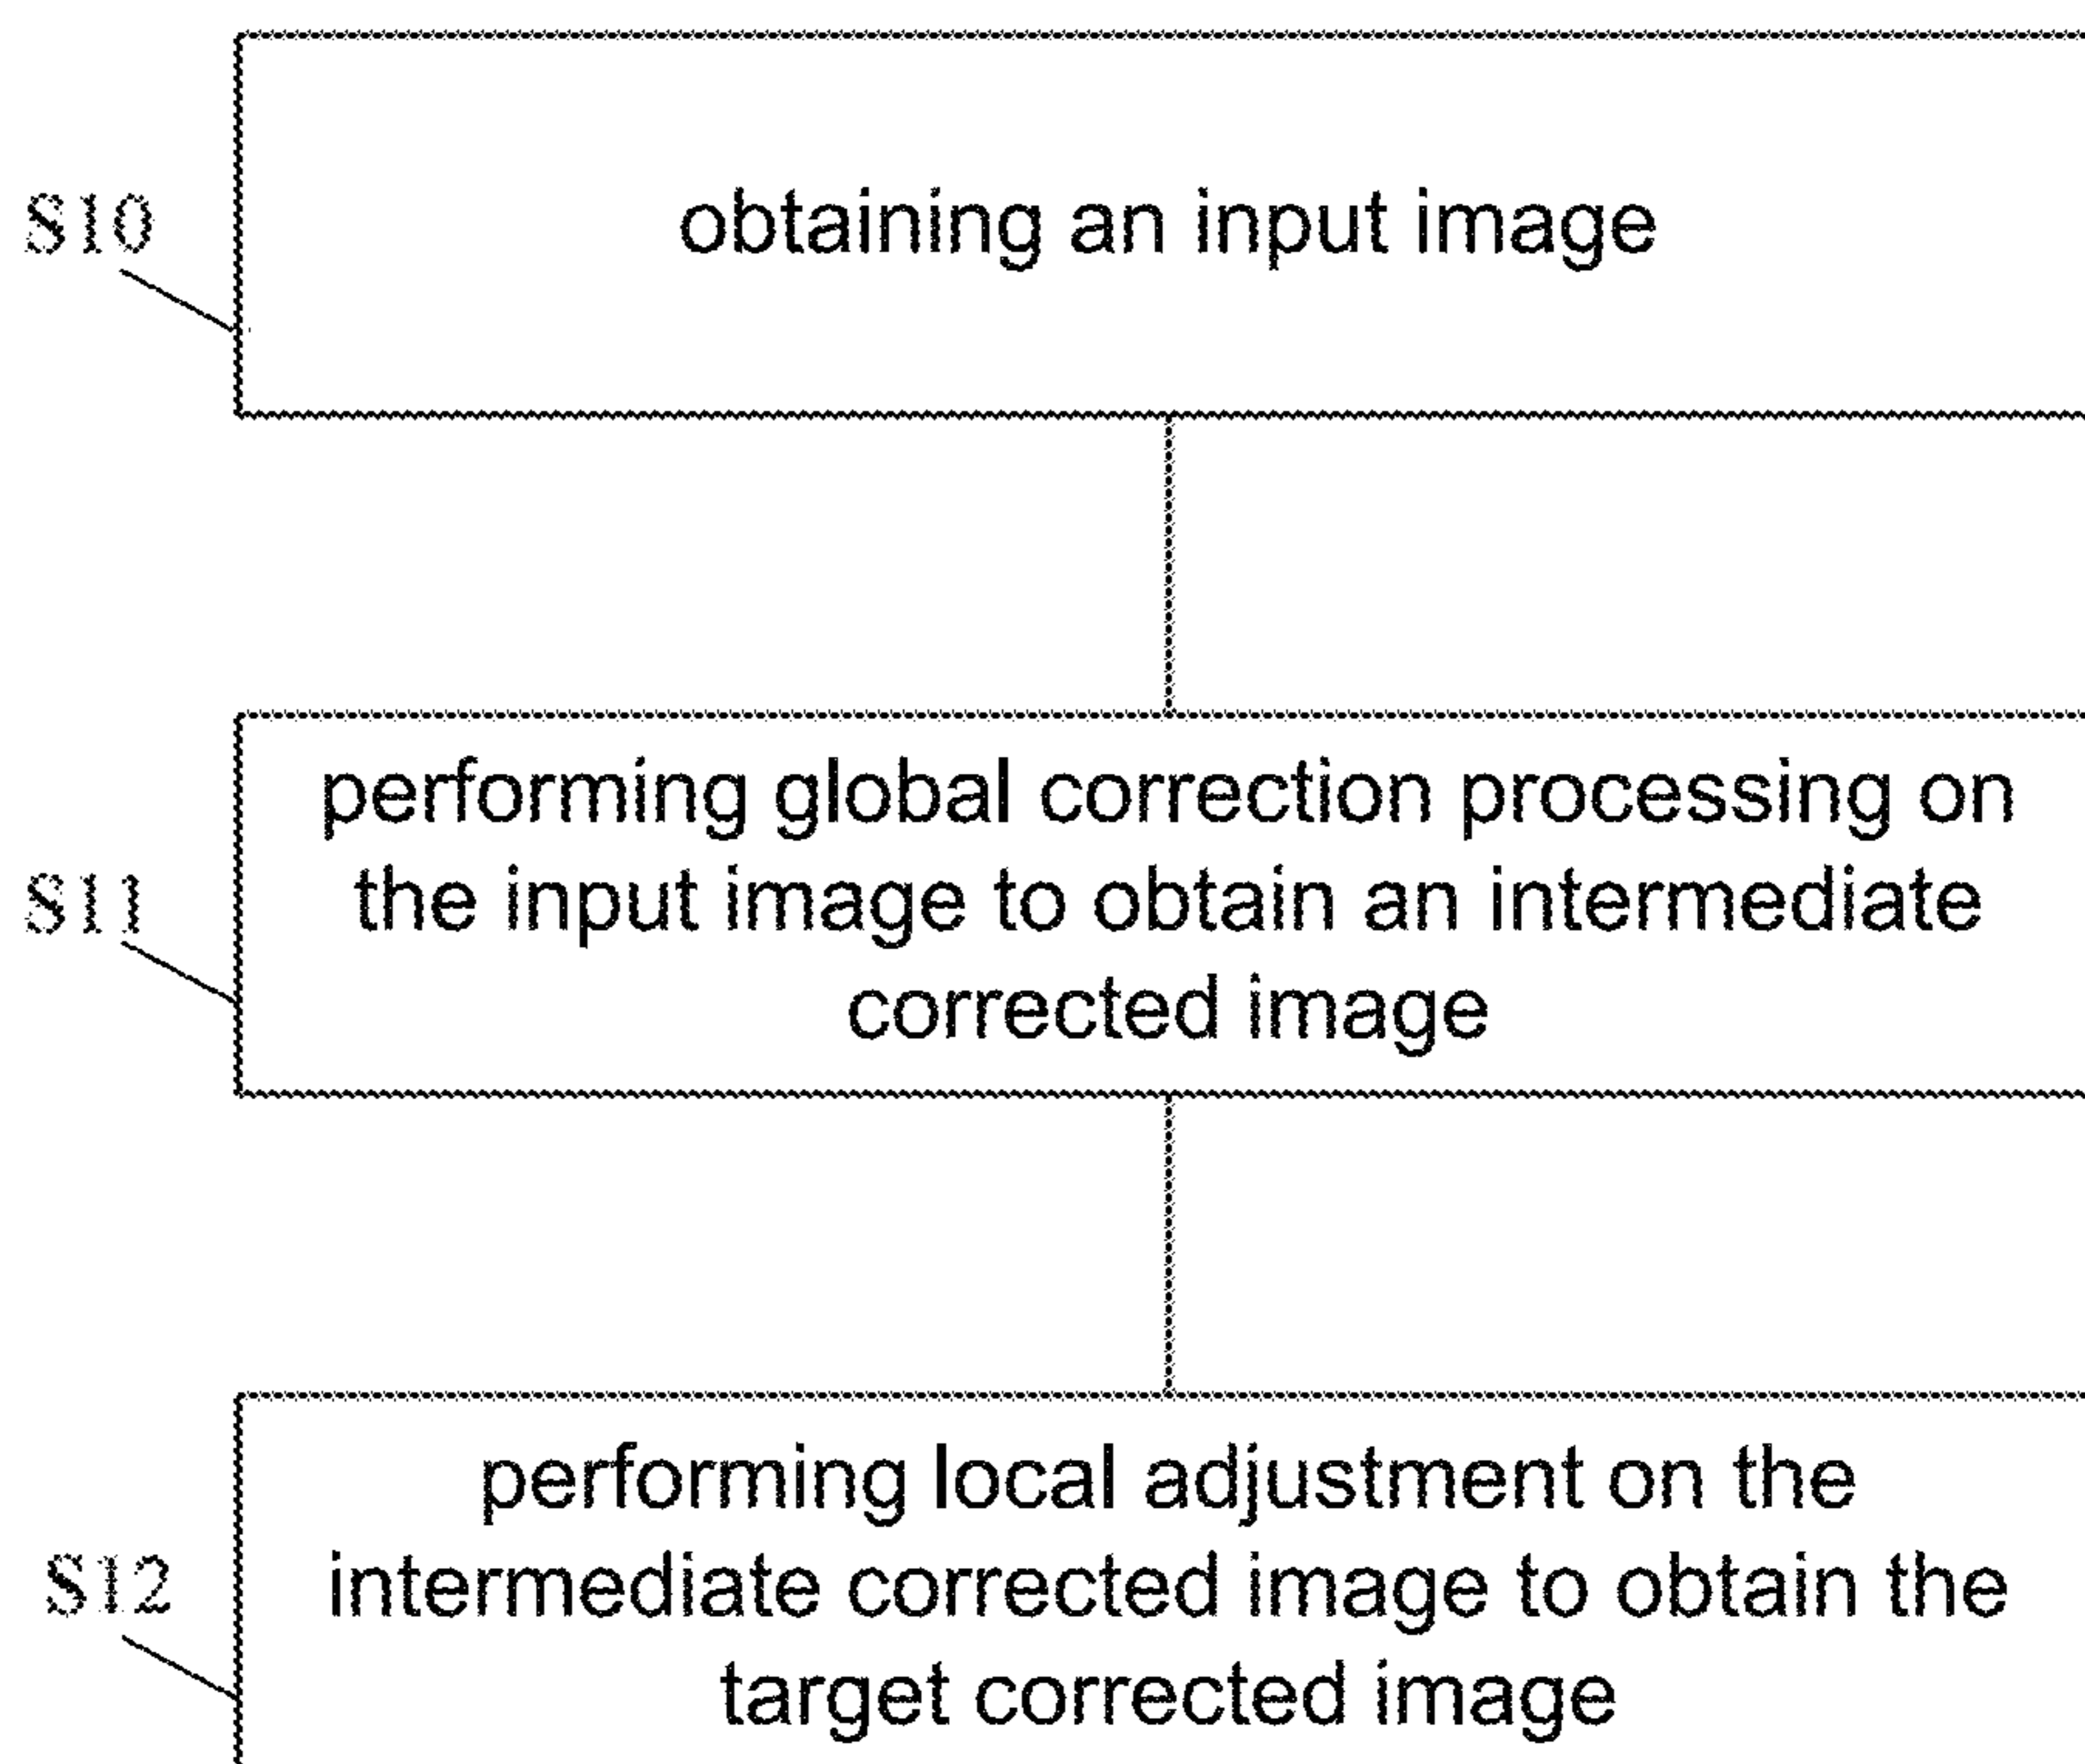 S10
obtaining an input image
performing global correction processing on
S11
the input image to obtain an intermediate
corrected image
performing local adjustment on the
S12
intermediate corrected image to obtain the
target corrected image